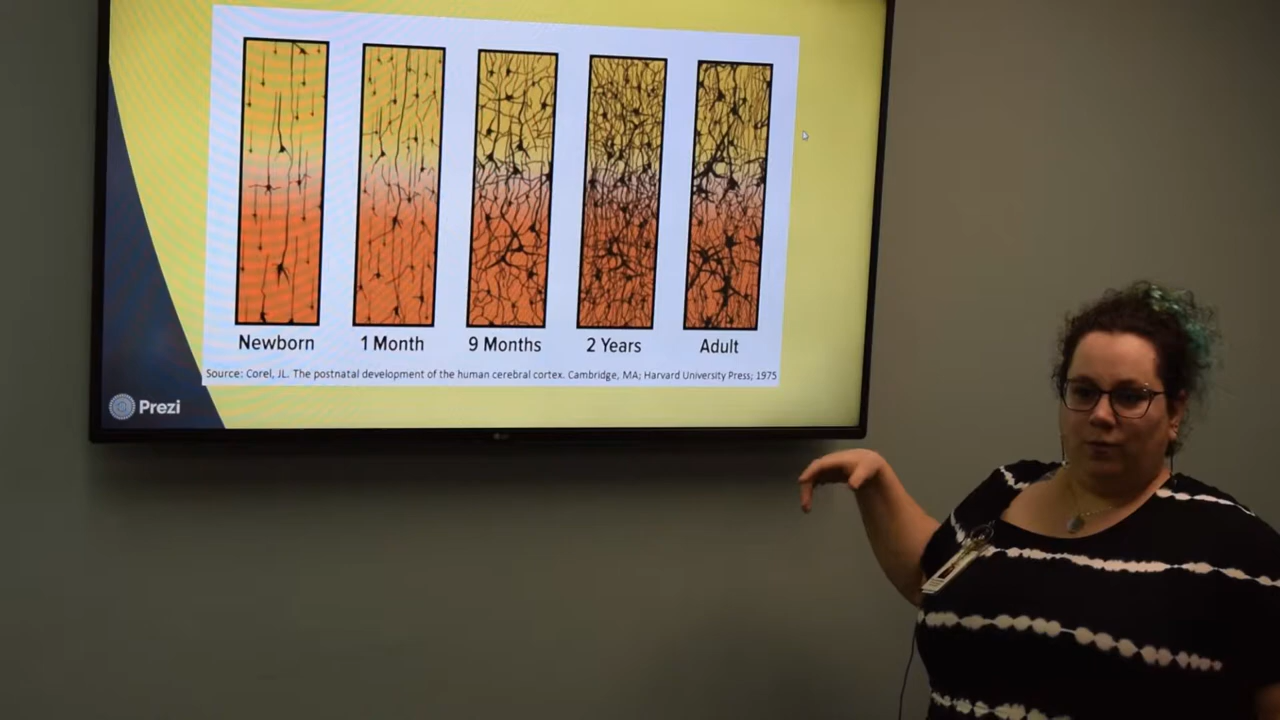 Newborn
1 Month
9 Months
2 Years
Adult
Source: Corel, JL. The postnatal development of the human cerebral cortex. Cambridge, MA; Harvard University Press; 1975
Prezi